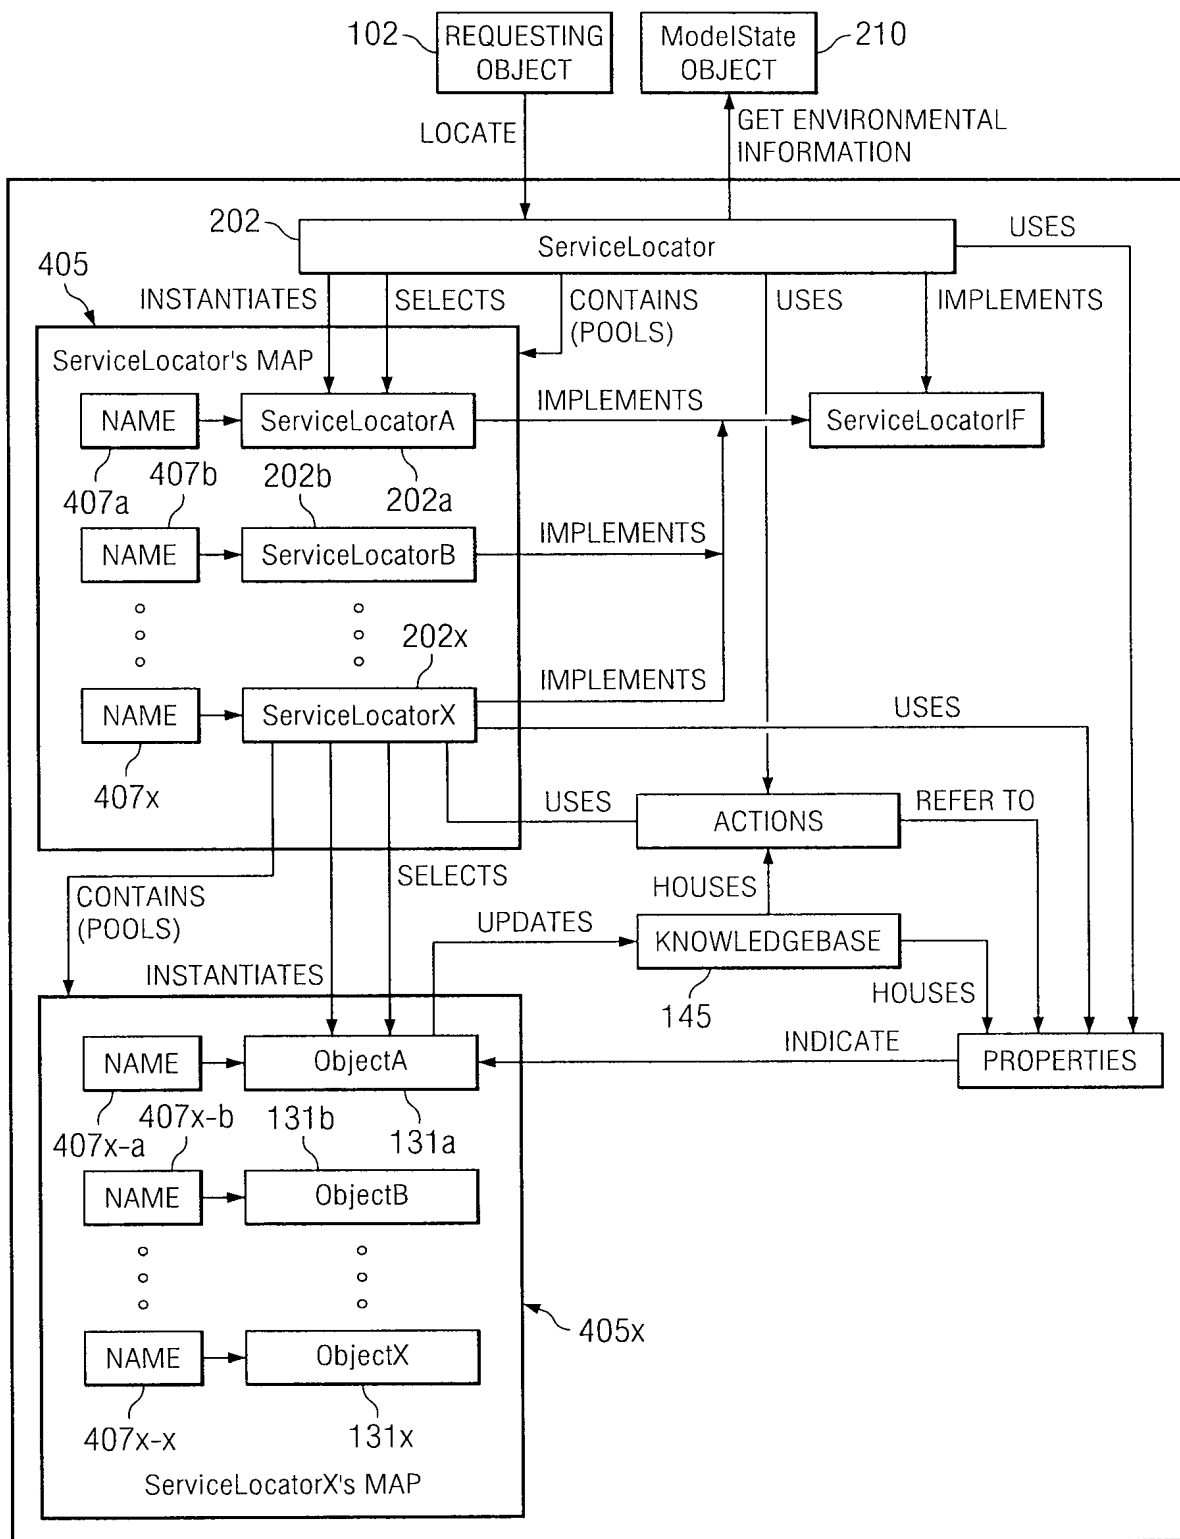 102
REQUESTING
OBJECT
ModelState
OBJECT
210
LOCATE
GET ENVIRONMENTAL
INFORMATION
202
ServiceLocator
USES
405
INSTANTIATES
SELECTS
CONTAINS
(POOLS)
USES
IMPLEMENTS
ServiceLocator's MAP
NAME
ServiceLocatorA
IMPLEMENTS
ServiceLocatorIF
407a
407b
202b
202a
NAME
ServiceLocatorB
IMPLEMENTS
202x
NAME
ServiceLocatorX
IMPLEMENTS
USES
407x
USES
ACTIONS
REFER TO
CONTAINS
(POOLS)
SELECTS
HOUSES
UPDATES
KNOWLEDGEBASE
INSTANTIATES
145
HOUSES
NAME
ObjectA
INDICATE
PROPERTIES
407x-a
407x-b
131b
131a
NAME
ObjectB
405x
NAME
ObjectX
407x-x
131x
ServiceLocatorX's MAP